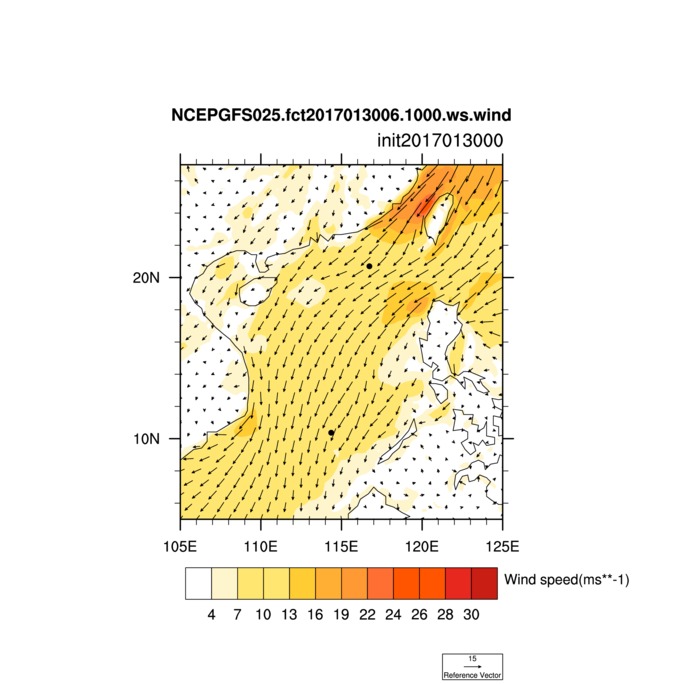 NCEPGFS025.fct2017013006.1000.ws.wind
init2017013000
20N
10N
105E 110E 115E 120E 125E
Wind speed(ms**-1)
4 7 10 13 16 19 22 24 26 28 30
15
Reference Vector